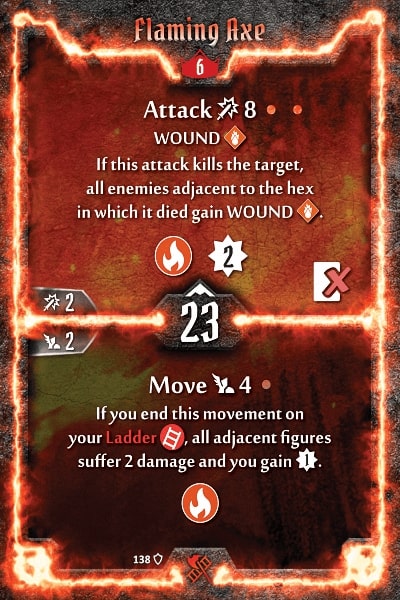 Flaming Axe
6
Attack 8
WOUND
If this attack kills the target,
all enemies adjacent to the hex
in which it died gain WOUND .
2
2
23
2
Move 4
If you end this movement on
your Ladder , all adjacent figures
suffer 2 damage and you gain 1 .
138